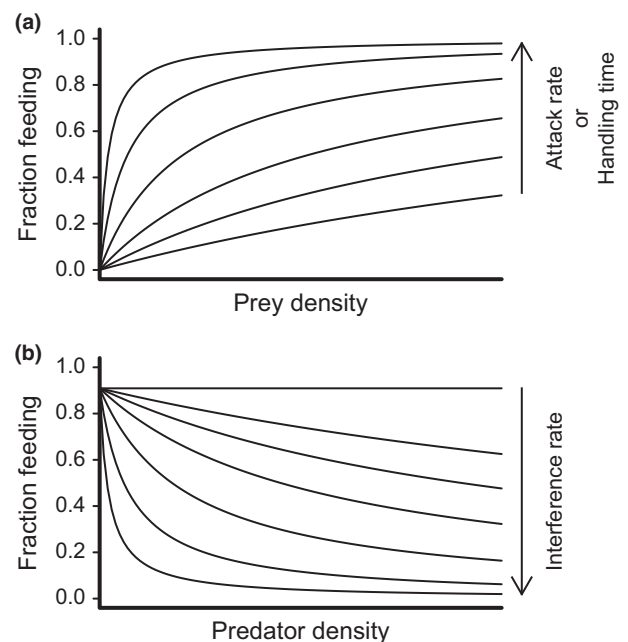 (a)
1.0
0.8
0.6
0.4
0.2
0.0
Fraction feeding
Prey density
Attack rate
or
Handling time
(b)
1.0
0.8
0.6
0.4
0.2
0.0
Fraction feeding
Predator density
Interference rate